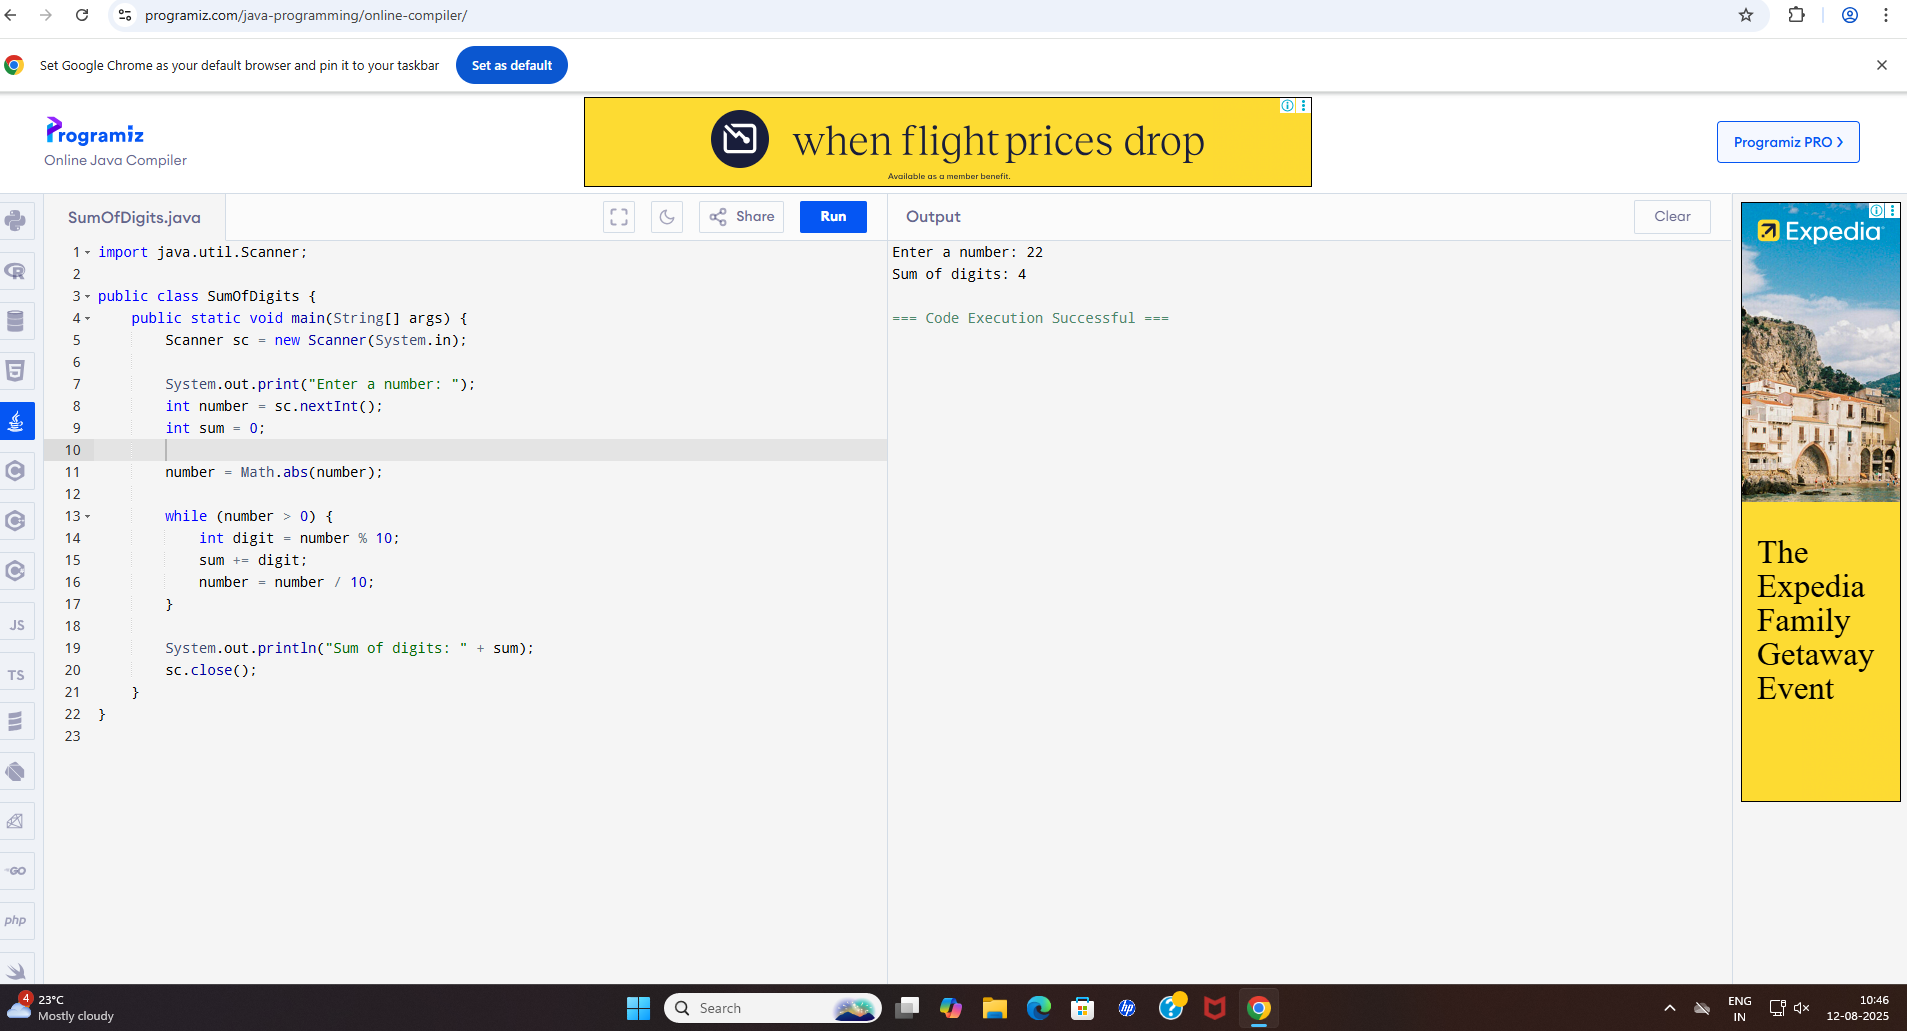 programiz.com/java-programming/online-compiler/
Set Google Chrome as your default browser and pin it to your taskbar
Set as default
Programiz
Online Java Compiler
when flight prices drop
Available as a member benefit.
Programiz PRO
SumOfDigits.java
Share
Run
Output
Clear
1 import java.util.Scanner;
2
3 public class SumOfDigits {
4 public static void main(String[] args) {
5 Scanner sc = new Scanner(System.in);
6
7 System.out.print("Enter a number: ");
8 int number = sc.nextInt();
9 int sum = 0;
10
11 number = Math.abs(number);
12
13 while (number > 0) {
14 int digit = number % 10;
15 sum += digit;
16 number = number / 10;
17 }
18
19 System.out.println("Sum of digits: " + sum);
20 sc.close();
21 }
22 }
23
Enter a number: 22
Sum of digits: 4
=== Code Execution Successful ===
Expedia
The
Expedia
Family
Getaway
Event
R
JS
TS
GO
php
4
23°C
Mostly cloudy
Search
hp
ENG
IN
10:46
12-08-2025